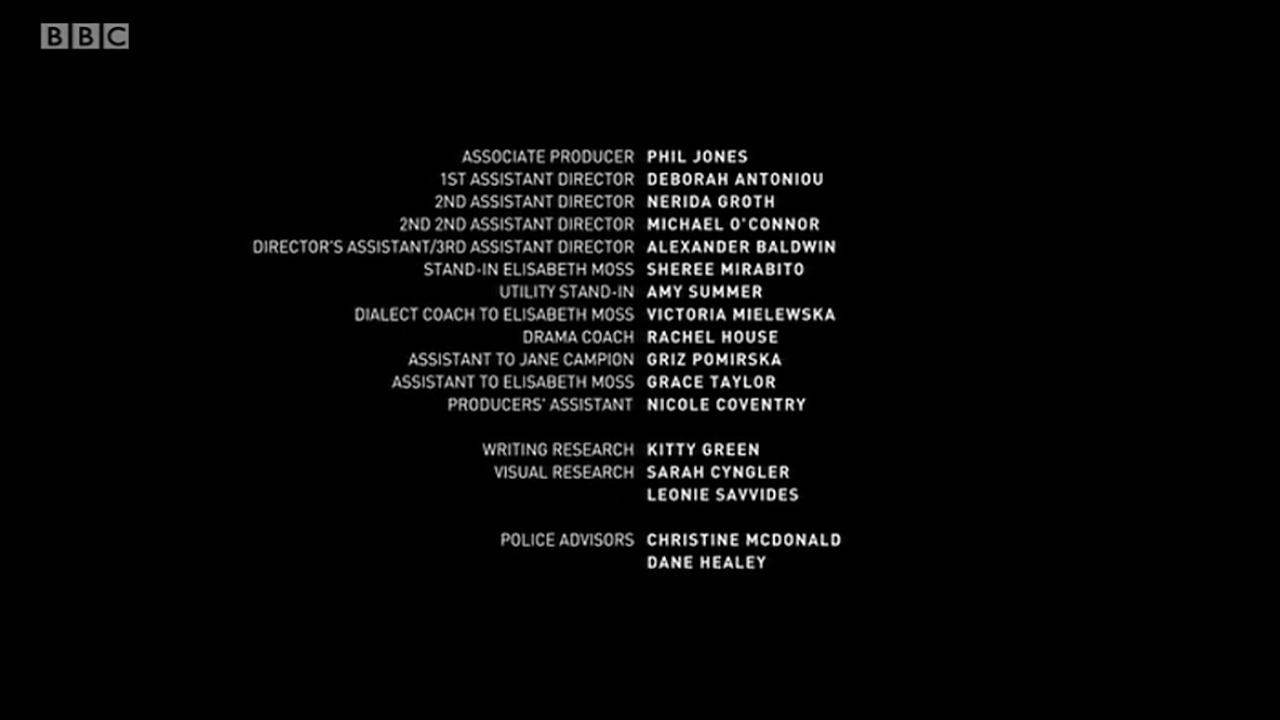 BBC
ASSOCIATE PRODUCER PHIL JONES
1ST ASSISTANT DIRECTOR DEBORAH ANTONIOU
2ND ASSISTANT DIRECTOR NERIDA GROTH
2ND 2ND ASSISTANT DIRECTOR MICHAEL O'CONNOR
DIRECTOR'S ASSISTANT/3RD ASSISTANT DIRECTOR ALEXANDER BALDWIN
STAND-IN ELISABETH MOSS SHEREE MIRABITO
UTILITY STAND-IN AMY SUMMER
DIALECT COACH TO ELISABETH MOSS VICTORIA MIELEWSKA
DRAMA COACH RACHEL HOUSE
ASSISTANT TO JANE CAMPION GRIZ POMIRSKA
ASSISTANT TO ELISABETH MOSS GRACE TAYLOR
PRODUCERS' ASSISTANT NICOLE COVENTRY
WRITING RESEARCH KITTY GREEN
VISUAL RESEARCH SARAH CYNGLER
LEONIE SAVVIDES
POLICE ADVISORS CHRISTINE MCDONALD
DANE HEALEY